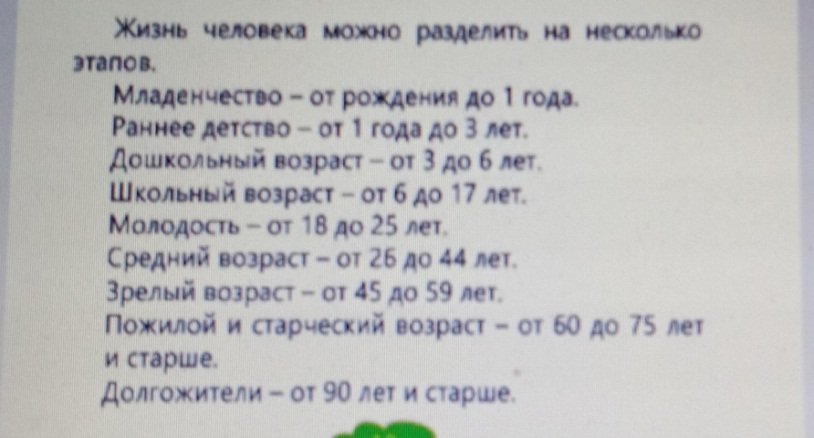 Жизнь человека можно разделить на несколько
этапов.
Младенчество – от рождения до 1 года.
Раннее детство – от 1 года до 3 лет.
Дошкольный возраст – от 3 до 6 лет.
Школьный возраст – от 6 до 17 лет.
Молодость – от 18 до 25 лет.
Средний возраст – от 26 до 44 лет.
Зрелый возраст – от 45 до 59 лет.
Пожилой и старческий возраст – от 60 до 75 лет
и старше.
Долгожители – от 90 лет и старше.